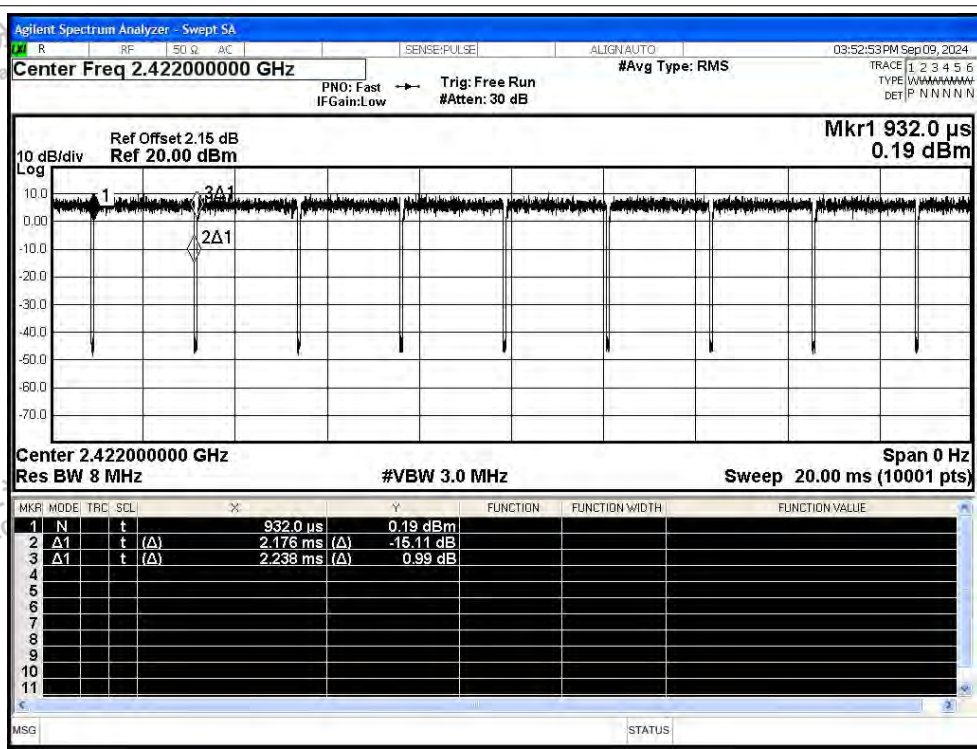 Agilent Spectrum Analyzer - Swept SA
LXI R RF 50 Ω AC SENSE:PULSE ALIGN AUTO 03:52:53 PM Sep 09, 2024
Center Freq 2.422000000 GHz #Avg Type: RMS TRACE 1 2 3 4 5 6
PNO: Fast Trig: Free Run TYPE WWWWWW
IFGain:Low #Atten: 30 dB DET P N N N N N
Mkr1 932.0 µs
0.19 dBm
Ref Offset 2.15 dB
10 dB/div Ref 20.00 dBm
Log
10.0
0.00
-10.0
-20.0
-30.0
-40.0
-50.0
-60.0
-70.0
1
3Δ1
2Δ1
Center 2.422000000 GHz Span 0 Hz
Res BW 8 MHz #VBW 3.0 MHz Sweep 20.00 ms (10001 pts)
MKR MODE TRC SCL X Y FUNCTION FUNCTION WIDTH FUNCTION VALUE
1 N t 932.0 µs 0.19 dBm
2 Δ1 t (Δ) 2.176 ms (Δ) -15.11 dB
3 Δ1 t (Δ) 2.238 ms (Δ) 0.99 dB
4
5
6
7
8
9
10
11
MSG STATUS